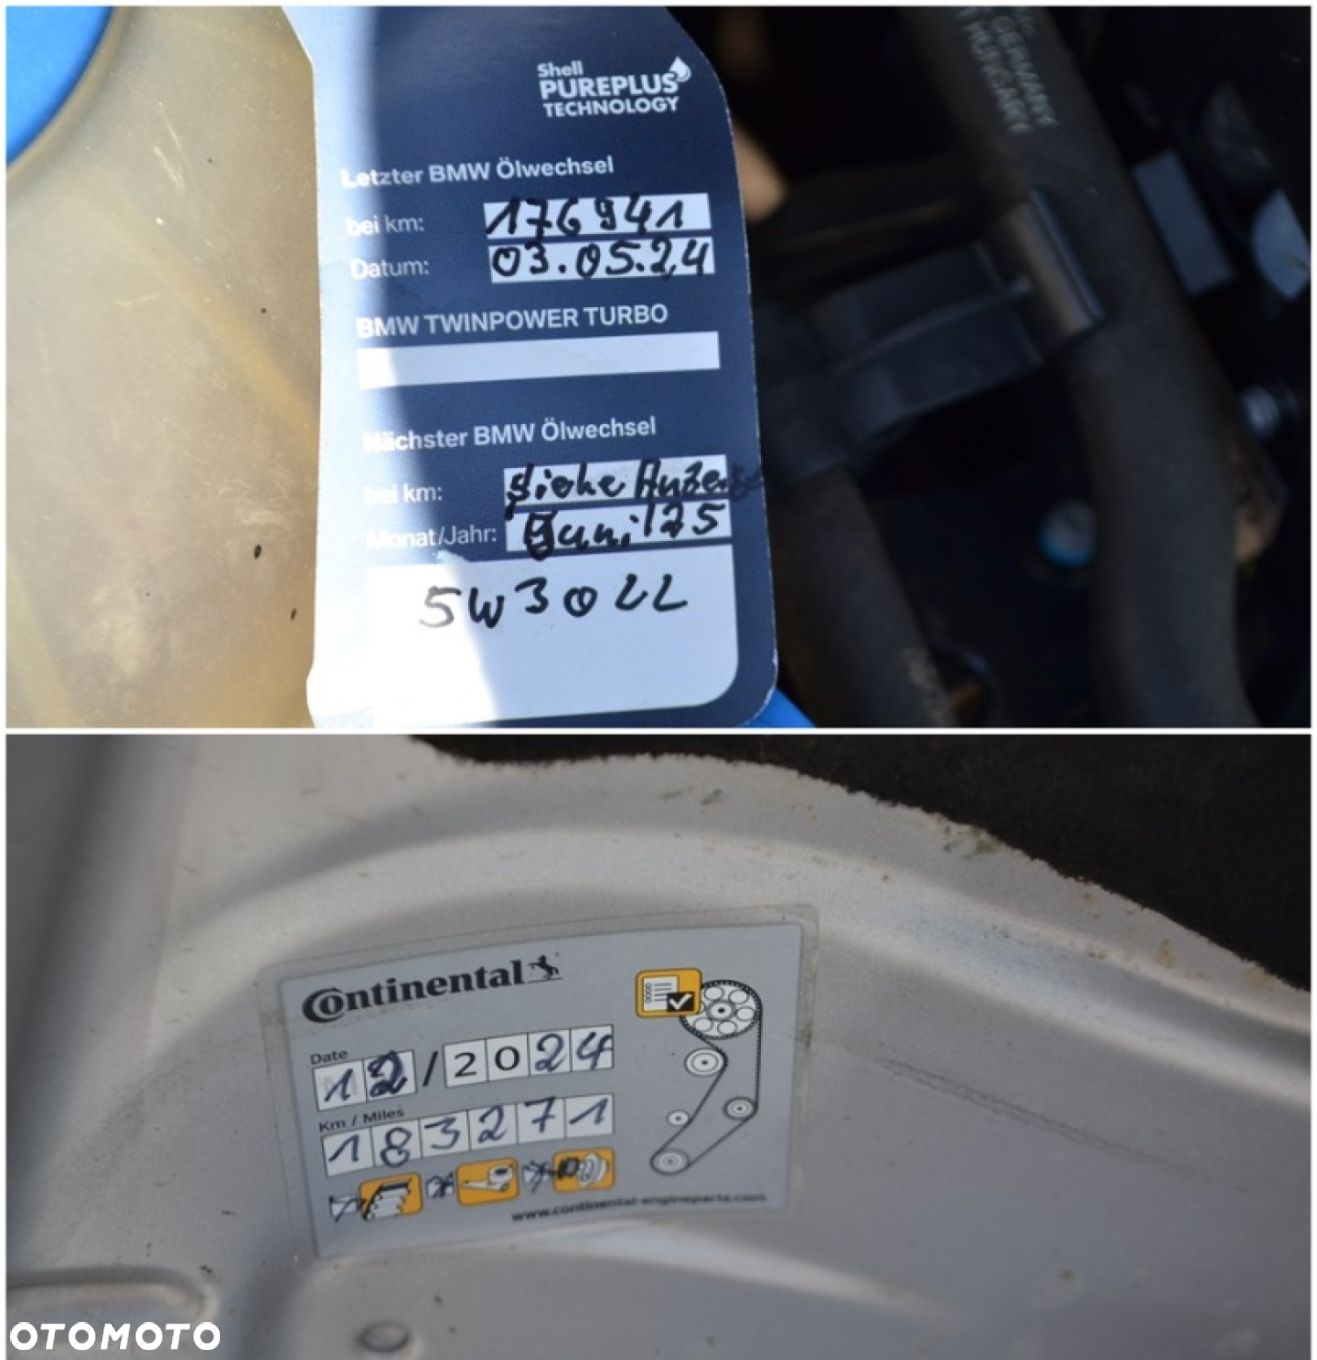 Shell
PUREPLUS
TECHNOLOGY
GERMANY
HUNGARY
Letzter BMW Ölwechsel
bei km: 176941
Datum: 03.05.24
BMW TWINPOWER TURBO
Nächster BMW Ölwechsel
bei km: siehe
Monat/Jahr: Juni/25
5W30LL
Continental
Date
12/2024
Km / Miles
183271
www.continental-engineparts.com
OTOMOTO